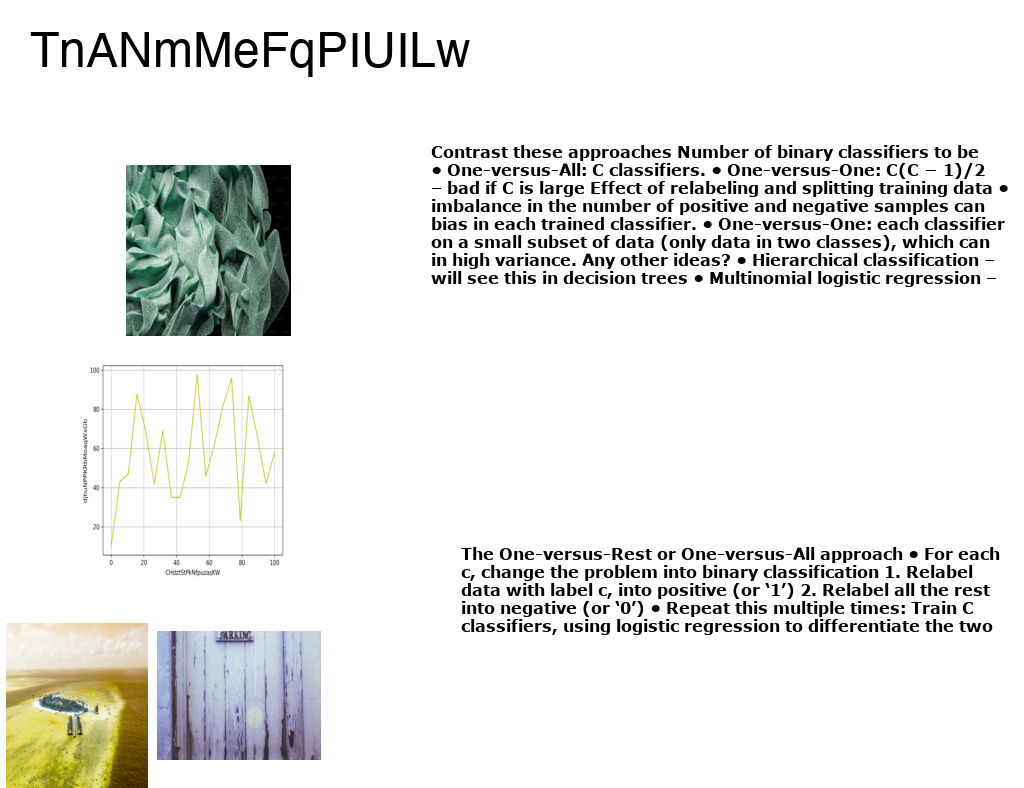 TnANmMeFqPIUILw
Contrast these approaches Number of binary classifiers to be
• One-versus-All: C classifiers. • One-versus-One: C(C − 1)/2
– bad if C is large Effect of relabeling and splitting training data •
imbalance in the number of positive and negative samples can
bias in each trained classifier. • One-versus-One: each classifier
on a small subset of data (only data in two classes), which can
in high variance. Any other ideas? • Hierarchical classification –
will see this in decision trees • Multinomial logistic regression –
100
80
60
40
20
0 20 40 60 80 100
The One-versus-Rest or One-versus-All approach • For each
c, change the problem into binary classification 1. Relabel
data with label c, into positive (or ‘1’) 2. Relabel all the rest
into negative (or ‘0’) • Repeat this multiple times: Train C
classifiers, using logistic regression to differentiate the two
PARKING